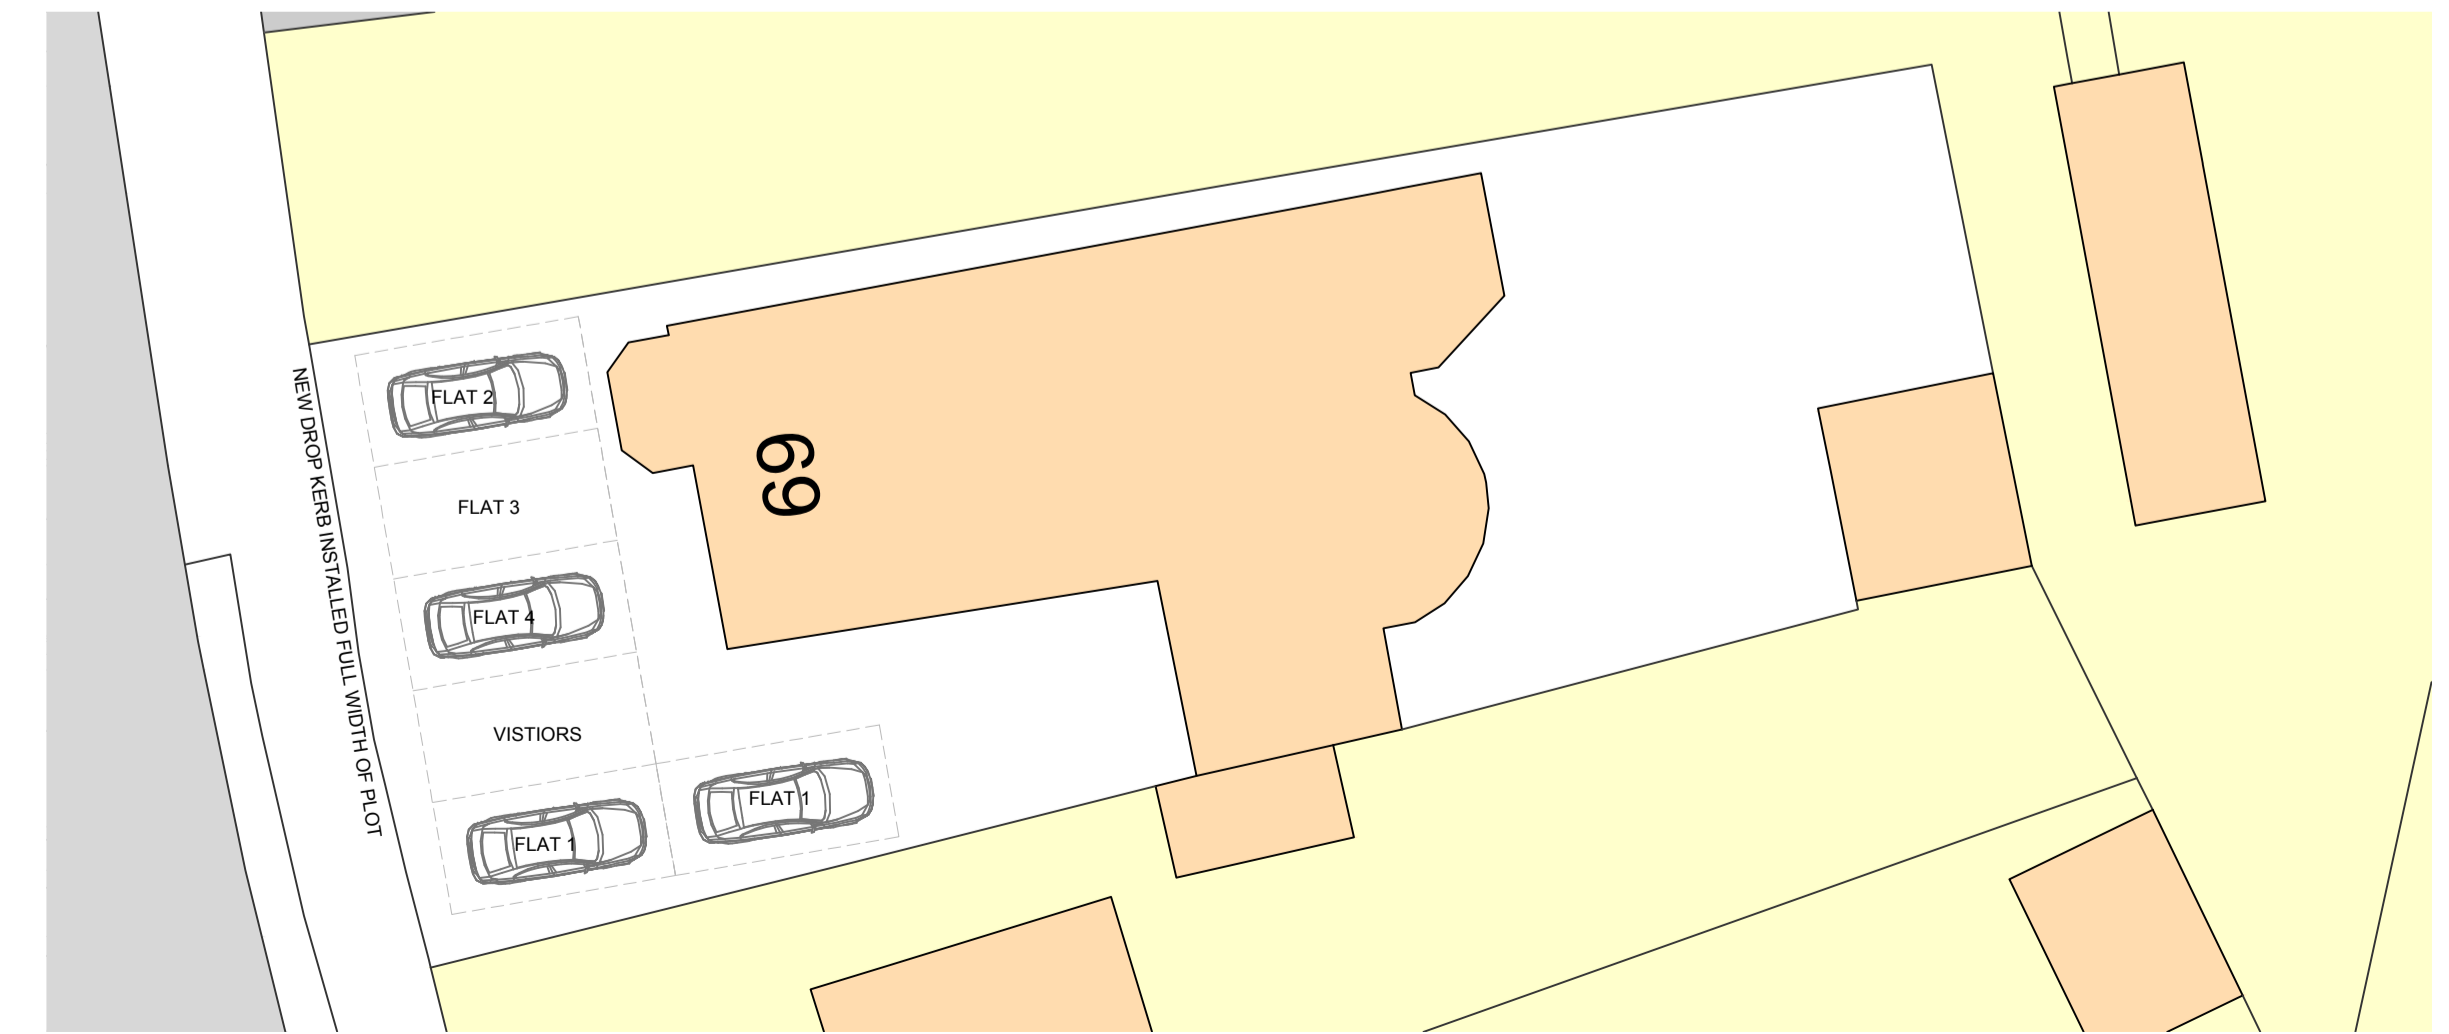 FLAT 2
FLAT 3
FLAT 4
VISTIORS
FLAT 1
FLAT 1
NEW DROP KERB INSTALLED FULL WIDTH OF PLOT
69